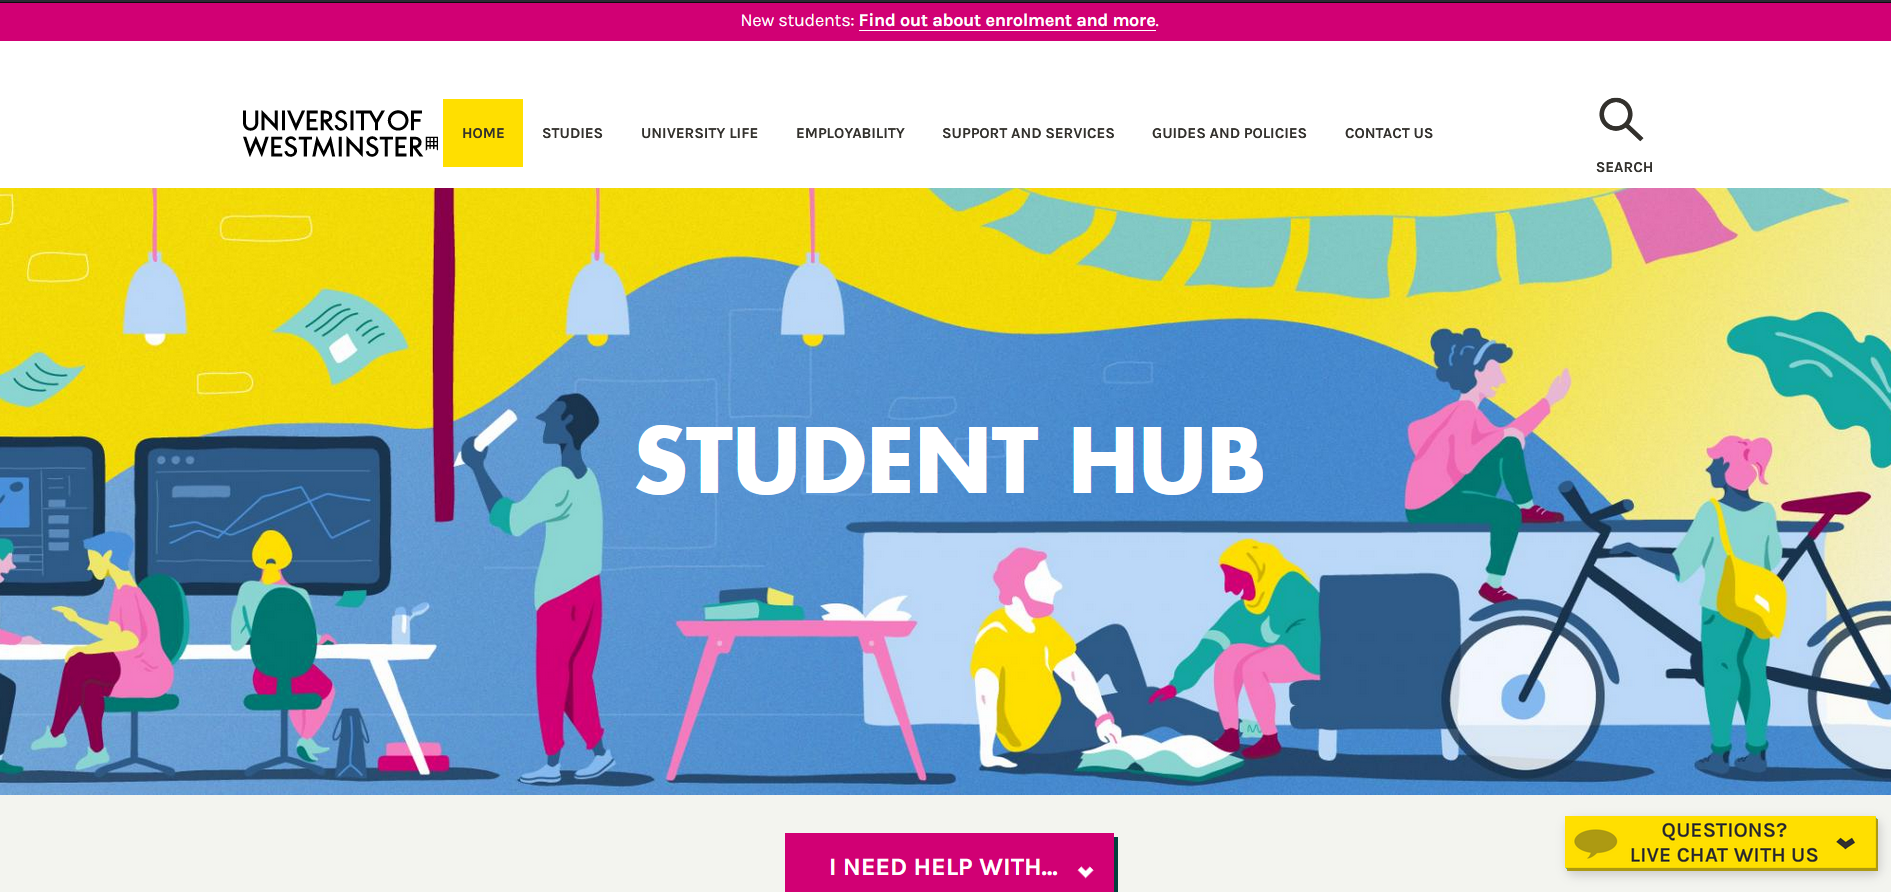 New students: Find out about enrolment and more.
UNIVERSITY OF
WESTMINSTER
HOME
STUDIES
UNIVERSITY LIFE
EMPLOYABILITY
SUPPORT AND SERVICES
GUIDES AND POLICIES
CONTACT US
SEARCH
STUDENT HUB
I NEED HELP WITH...
QUESTIONS?
LIVE CHAT WITH US